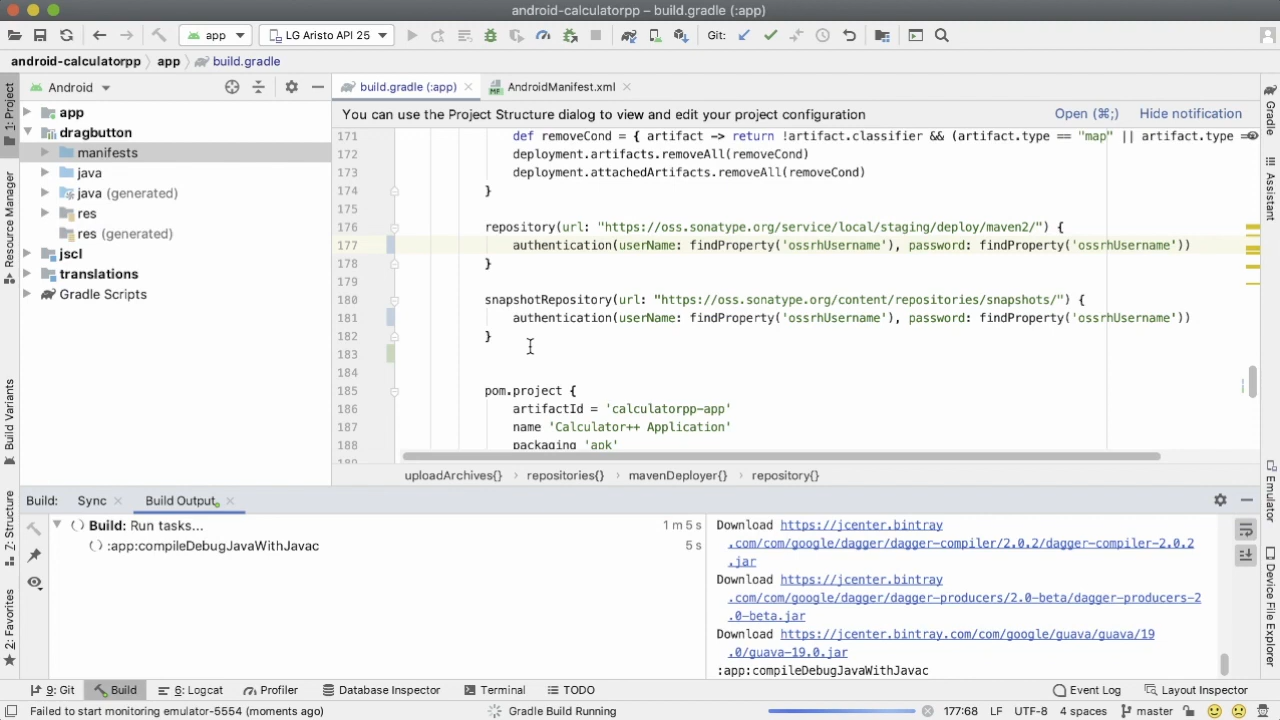 android-calculatorpp – build.gradle (:app)
app
LG Aristo API 25
Git:
android-calculatorpp
app
build.gradle
1: Project
Android
build.gradle (:app)
AndroidManifest.xml
Gradle
You can use the Project Structure dialog to view and edit your project configuration
Open (⌘;)
Hide notification
app
dragbutton
manifests
java
java (generated)
res
res (generated)
jscl
translations
Gradle Scripts
Resource Manager
Assistant
171 def removeCond = { artifact -> return !artifact.classifier && (artifact.type == "map" || artifact.type =
172 deployment.artifacts.removeAll(removeCond)
173 deployment.attachedArtifacts.removeAll(removeCond)
174 }
175
176 repository(url: "https://oss.sonatype.org/service/local/staging/deploy/maven2/") {
177 authentication(userName: findProperty('ossrhUsername'), password: findProperty('ossrhUsername'))
178 }
179
180 snapshotRepository(url: "https://oss.sonatype.org/content/repositories/snapshots/") {
181 authentication(userName: findProperty('ossrhUsername'), password: findProperty('ossrhUsername'))
182 }
183
184
185 pom.project {
186 artifactId = 'calculatorpp-app'
187 name 'Calculator++ Application'
188 packaging 'apk'
189
Build Variants
Emulator
uploadArchives{} › repositories{} › mavenDeployer{} › repository{}
Build:
Sync
Build Output
7: Structure
Build: Run tasks...
1 m 5 s
:app:compileDebugJavaWithJavac
5 s
Download https://jcenter.bintray
.com/com/google/dagger/dagger-compiler/2.0.2/dagger-compiler-2.0.2
.jar
Download https://jcenter.bintray
.com/com/google/dagger/dagger-producers/2.0-beta/dagger-producers-2
.0-beta.jar
Download https://jcenter.bintray.com/com/google/guava/guava/19
.0/guava-19.0.jar
:app:compileDebugJavaWithJavac
2: Favorites
Device File Explorer
9: Git
Build
6: Logcat
Profiler
Database Inspector
Terminal
TODO
Event Log
Layout Inspector
Failed to start monitoring emulator-5554 (moments ago)
Gradle Build Running
177:68
LF
UTF-8
4 spaces
master